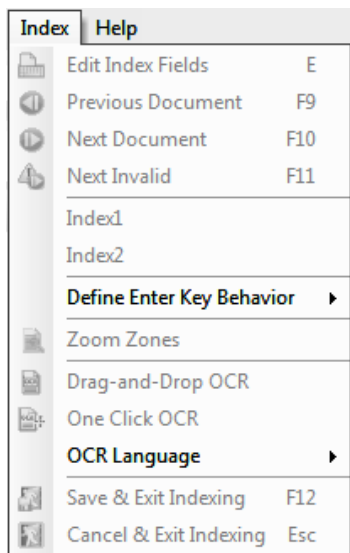 Index Help
Edit Index Fields E
Previous Document F9
Next Document F10
Next Invalid F11
Index1
Index2
Define Enter Key Behavior
Zoom Zones
Drag-and-Drop OCR
One Click OCR
OCR Language
Save & Exit Indexing F12
Cancel & Exit Indexing Esc